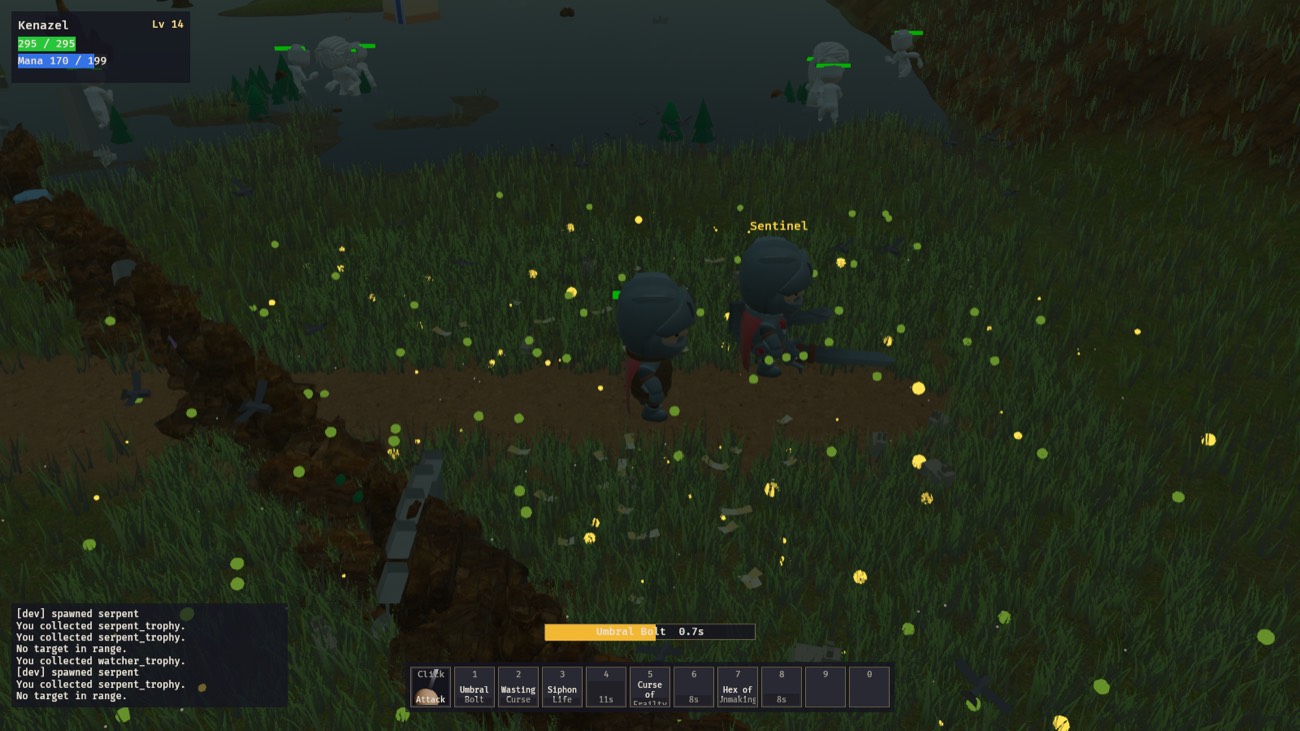 Kenazel Lv 14
295 / 295
Mana 170 / 199
Sentinel
[dev] spawned serpent
You collected serpent_trophy.
You collected serpent_trophy.
No target in range.
You collected watcher_trophy.
[dev] spawned serpent
You collected serpent_trophy.
No target in range.
Umbral Bolt 0.7s
Click 1 2 3 4 5 6 7 8 9 0
Attack
Umbral
Bolt
Wasting
Curse
Siphon
Life
11s
Curse
of
Frailty
8s
Hex of
Unmaking
8s